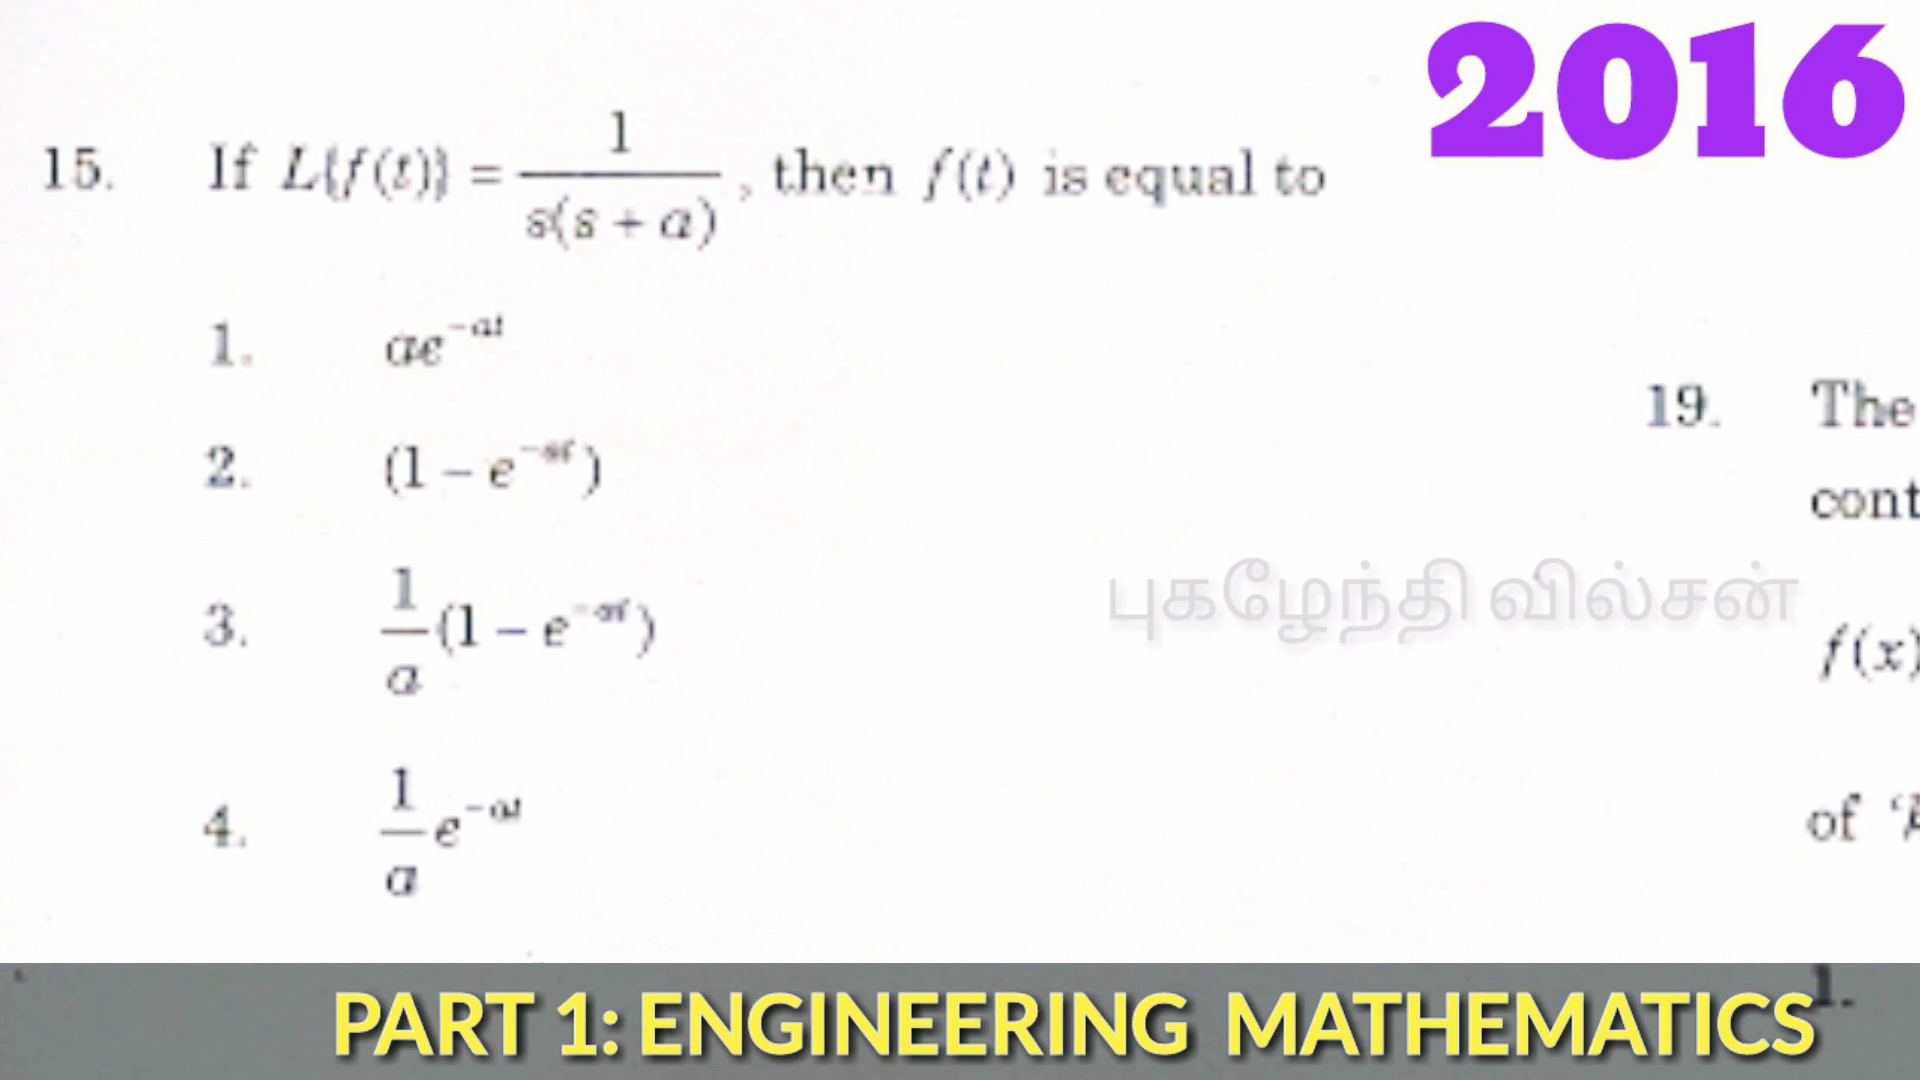 2016
15. If L{f(t)} = 1/(s(s + a)), then f(t) is equal to
1. ae^{-at}
2. (1 - e^{-at})
3. 1/a (1 - e^{-at})
4. 1/a e^{-at}
19. The
cont
f(x)
of
1.
புகழேந்தி வில்சன்
PART 1: ENGINEERING MATHEMATICS